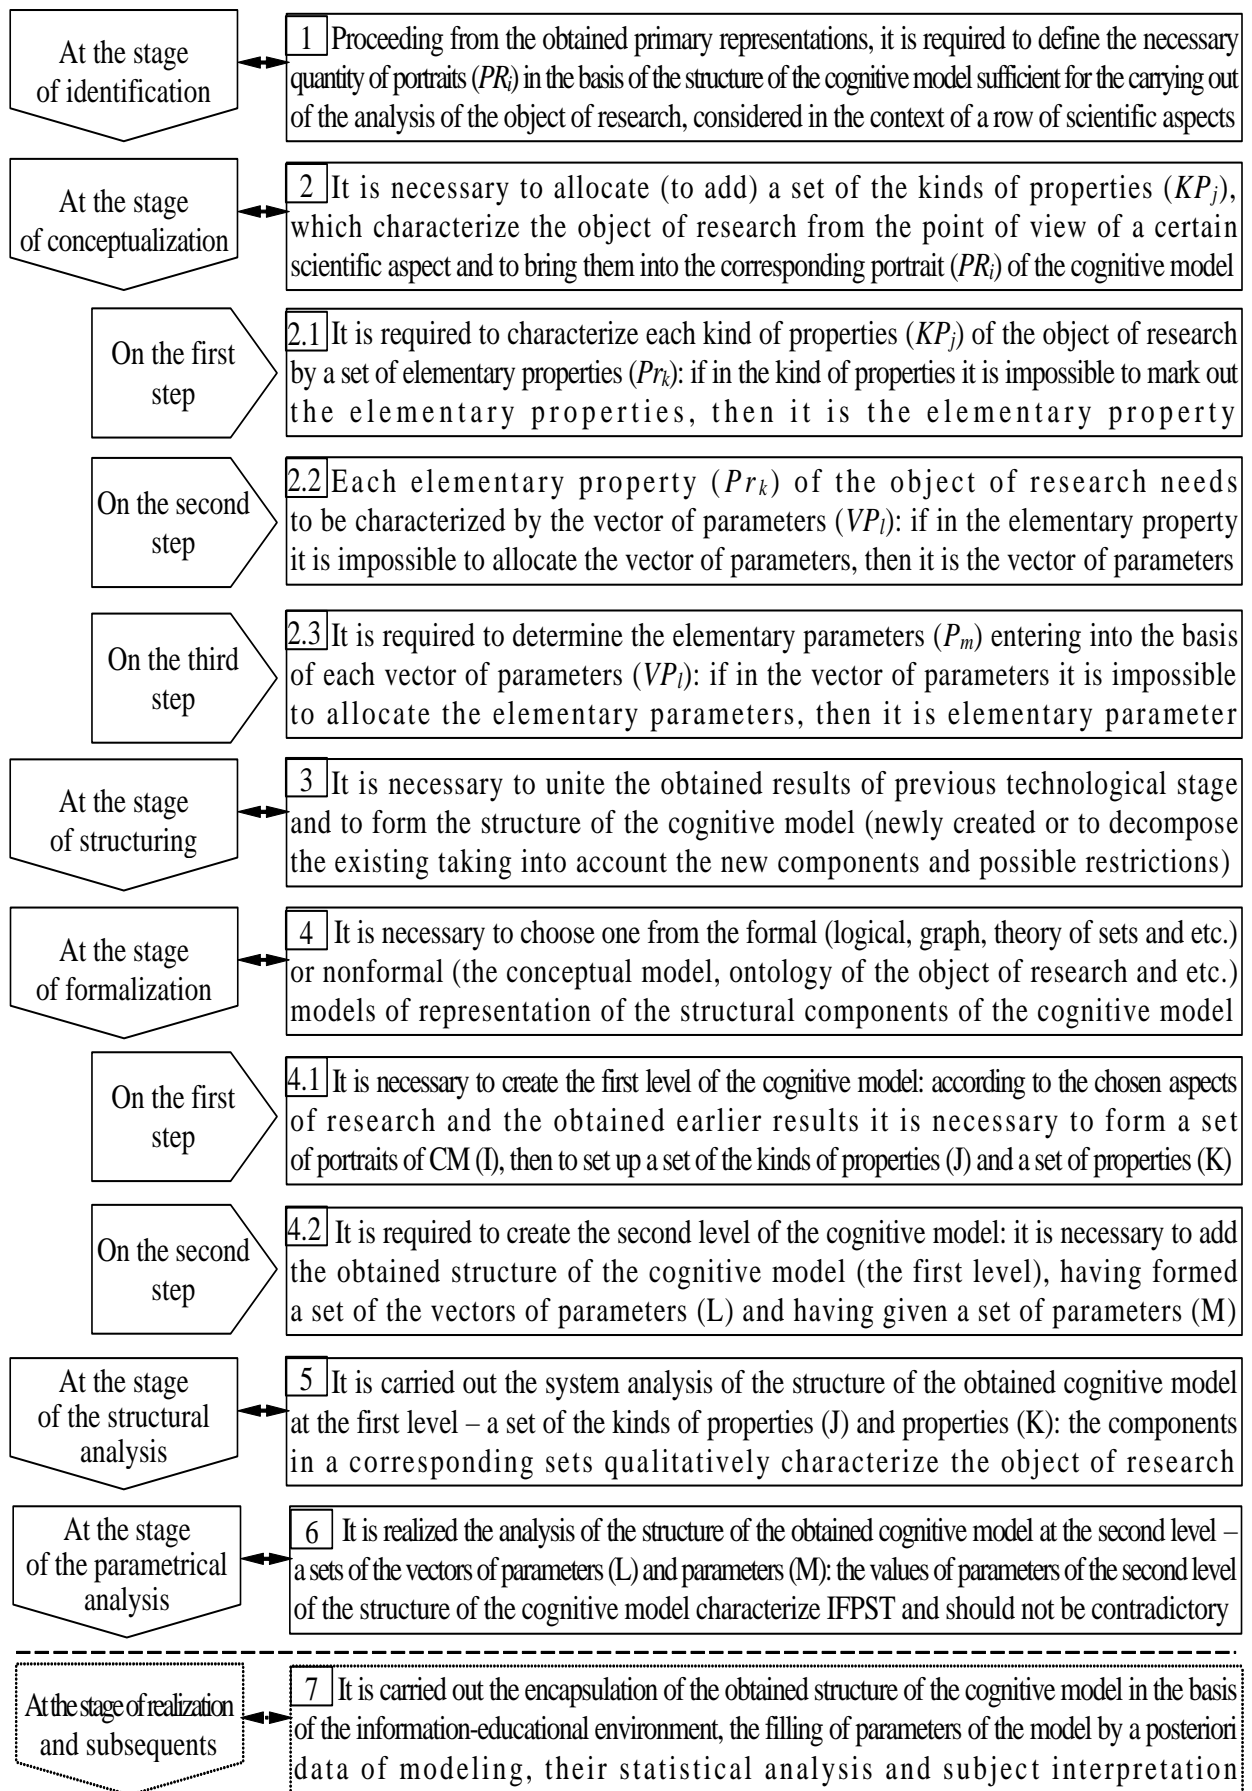 At the stage
of identification
1 Proceeding from the obtained primary representations, it is required to define the necessary
quantity of portraits (PRi) in the basis of the structure of the cognitive model sufficient for the carrying out
of the analysis of the object of research, considered in the context of a row of scientific aspects
At the stage
of conceptualization
2 It is necessary to allocate (to add) a set of the kinds of properties (KPj),
which characterize the object of research from the point of view of a certain
scientific aspect and to bring them into the corresponding portrait (PRi) of the cognitive model
On the first
step
2.1 It is required to characterize each kind of properties (KPj) of the object of research
by a set of elementary properties (Prk): if in the kind of properties it is impossible to mark out
the elementary properties, then it is the elementary property
On the second
step
2.2 Each elementary property (Prk) of the object of research needs
to be characterized by the vector of parameters (VPl): if in the elementary property
it is impossible to allocate the vector of parameters, then it is the vector of parameters
On the third
step
2.3 It is required to determine the elementary parameters (Pm) entering into the basis
of each vector of parameters (VPl): if in the vector of parameters it is impossible
to allocate the elementary parameters, then it is elementary parameter
At the stage
of structuring
3 It is necessary to unite the obtained results of previous technological stage
and to form the structure of the cognitive model (newly created or to decompose
the existing taking into account the new components and possible restrictions)
At the stage
of formalization
4 It is necessary to choose one from the formal (logical, graph, theory of sets and etc.)
or nonformal (the conceptual model, ontology of the object of research and etc.)
models of representation of the structural components of the cognitive model
On the first
step
4.1 It is necessary to create the first level of the cognitive model: according to the chosen aspects
of research and the obtained earlier results it is necessary to form a set
of portraits of CM (I), then to set up a set of the kinds of properties (J) and a set of properties (K)
On the second
step
4.2 It is required to create the second level of the cognitive model: it is necessary to add
the obtained structure of the cognitive model (the first level), having formed
a set of the vectors of parameters (L) and having given a set of parameters (M)
At the stage
of the structural
analysis
5 It is carried out the system analysis of the structure of the obtained cognitive model
at the first level – a set of the kinds of properties (J) and properties (K): the components
in a corresponding sets qualitatively characterize the object of research
At the stage
of the parametrical
analysis
6 It is realized the analysis of the structure of the obtained cognitive model at the second level –
a sets of the vectors of parameters (L) and parameters (M): the values of parameters of the second level
of the structure of the cognitive model characterize IFPST and should not be contradictory
At the stage of realization
and subsequents
7 It is carried out the encapsulation of the obtained structure of the cognitive model in the basis
of the information-educational environment, the filling of parameters of the model by a posteriori
data of modeling, their statistical analysis and subject interpretation